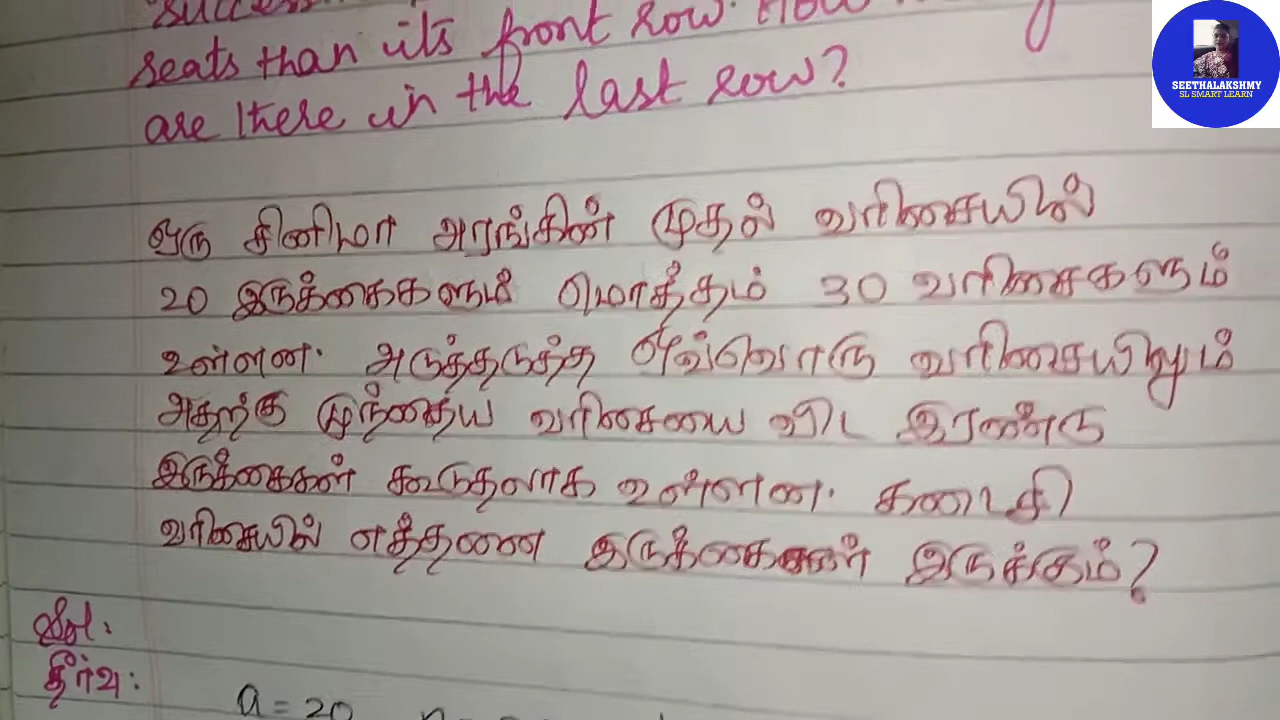 success
seats than its front row. How
are there in the last row?
SEETHALAKSHMY
SL SMART LEARN
ஒரு சினிமா அரங்கின் முதல் வரிசையில்
20 இருக்கைகளும் மொத்தம் 30 வரிசைகளும்
உள்ளன. அடுத்தடுத்த ஒவ்வொரு வரிசையிலும்
அதற்கு முந்தைய வரிசையை விட இரண்டு
இருக்கைகள் கூடுதலாக உள்ளன. கடைசி
வரிசையில் எத்தனை இருக்கைகள் இருக்கும்?
தீர்வு:
a = 20